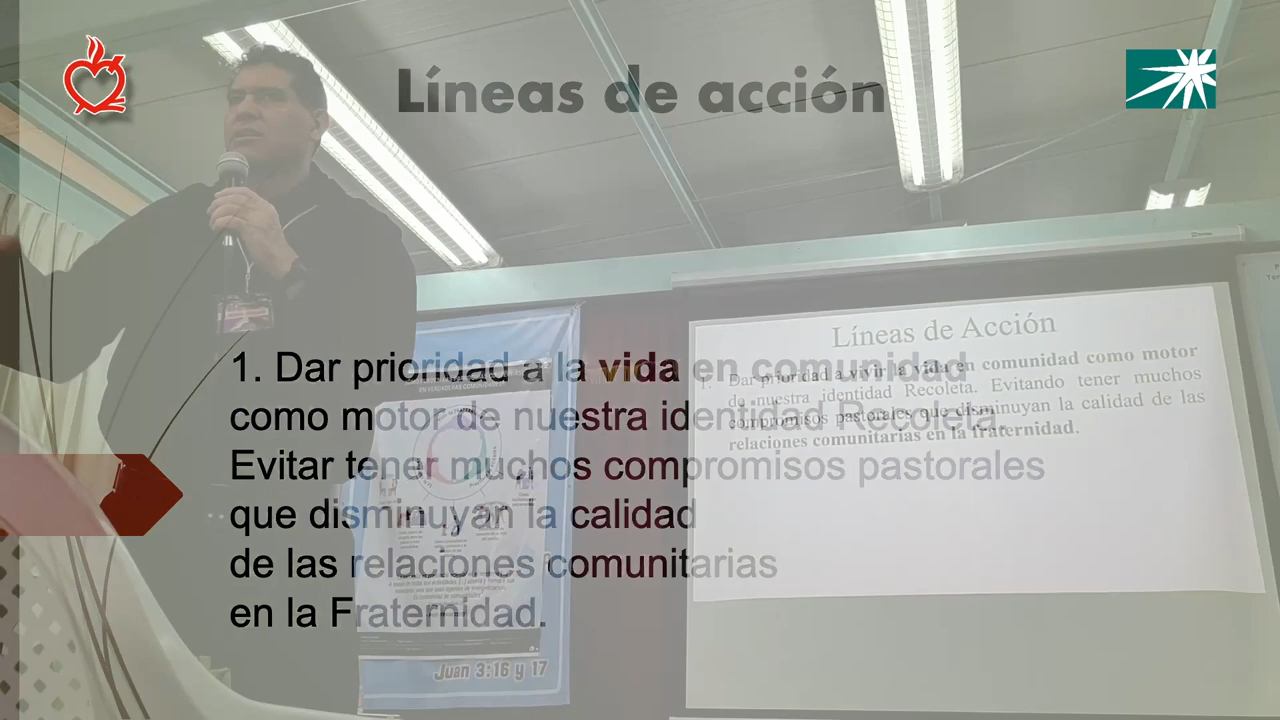 Líneas de acción
1. Dar prioridad a la vida en comunidad
como motor de nuestra identidad Recoleta.
Evitar tener muchos compromisos pastorales
que disminuyan la calidad
de las relaciones comunitarias
en la Fraternidad.
Líneas de Acción
1. Dar prioridad a vivir la vida en comunidad como motor
de nuestra identidad Recoleta. Evitando tener muchos
compromisos pastorales que disminuyan la calidad de las
relaciones comunitarias en la fraternidad.
Juan 3:16 y 17